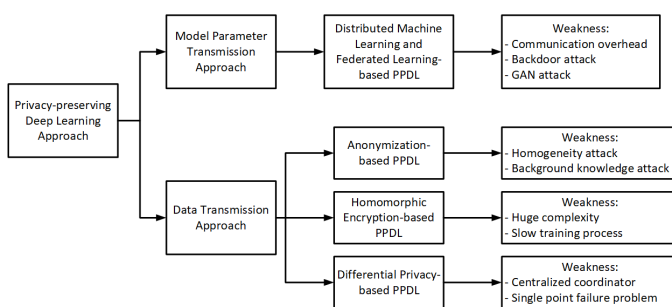 Privacy-preserving
Deep Learning
Approach
Model Parameter
Transmission
Approach
Distributed Machine
Learning and
Federated Learning-
based PPDL
Weakness:
- Communication overhead
- Backdoor attack
- GAN attack
Data Transmission
Approach
Anonymization-
based PPDL
Weakness:
- Homogeneity attack
- Background knowledge attack
Homomorphic
Encryption-based
PPDL
Weakness:
- Huge complexity
- Slow training process
Differential Privacy-
based PPDL
Weakness:
- Centralized coordinator
- Single point failure problem